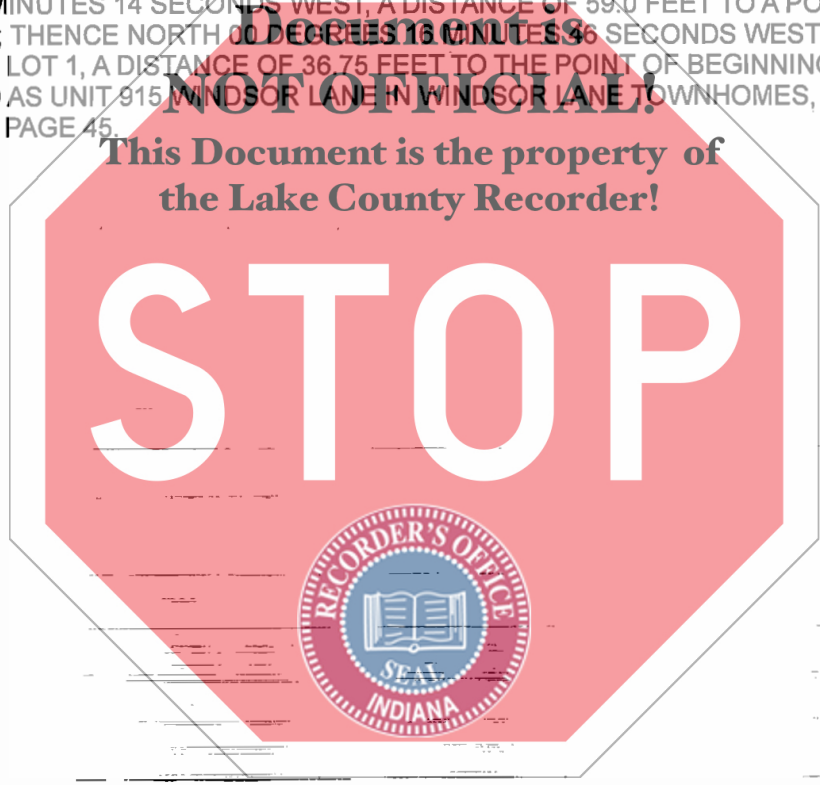 MINUTES 14 SECONDS WEST, A DISTANCE OF 59.0 FEET TO A PO
; THENCE NORTH 00 DEGREES 16 MINUTES 46 SECONDS WEST
LOT 1, A DISTANCE OF 36.75 FEET TO THE POINT OF BEGINNING
AS UNIT 915 WINDSOR LANE IN WINDSOR LANE TOWNHOMES,
PAGE 45.
Document is
NOT OFFICIAL!
This Document is the property of
the Lake County Recorder!
STOP
RECORDER'S OFFICE
SEAL
INDIANA